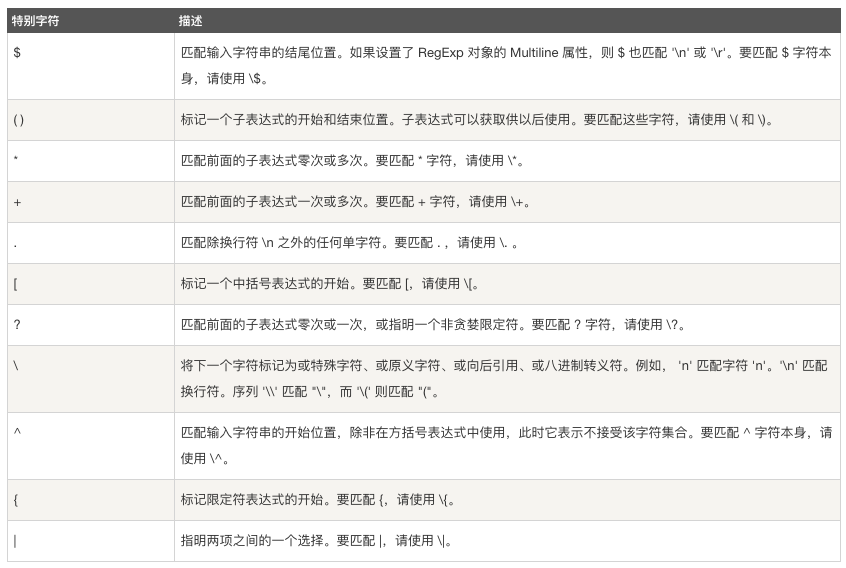 特别字符 描述
$ 匹配输入字符串的结尾位置。如果设置了 RegExp 对象的 Multiline 属性，则 $ 也匹配 '\n' 或 '\r'。要匹配 $ 字符本
身，请使用 \$。
( ) 标记一个子表达式的开始和结束位置。子表达式可以获取供以后使用。要匹配这些字符，请使用 \( 和 \)。
* 匹配前面的子表达式零次或多次。要匹配 * 字符，请使用 \*。
+ 匹配前面的子表达式一次或多次。要匹配 + 字符，请使用 \+。
. 匹配除换行符 \n 之外的任何单字符。要匹配 . ，请使用 \. 。
[ 标记一个中括号表达式的开始。要匹配 [，请使用 \[。
? 匹配前面的子表达式零次或一次，或指明一个非贪婪限定符。要匹配 ? 字符，请使用 \?。
\ 将下一个字符标记为或特殊字符、或原义字符、或向后引用、或八进制转义符。例如， 'n' 匹配字符 'n'。'\n' 匹配
换行符。序列 '\\' 匹配 "\"，而 '\(' 则匹配 "("。
^ 匹配输入字符串的开始位置，除非在方括号表达式中使用，此时它表示不接受该字符集合。要匹配 ^ 字符本身，请
使用 \^。
{ 标记限定符表达式的开始。要匹配 {，请使用 \{。
| 指明两项之间的一个选择。要匹配 |，请使用 \|。